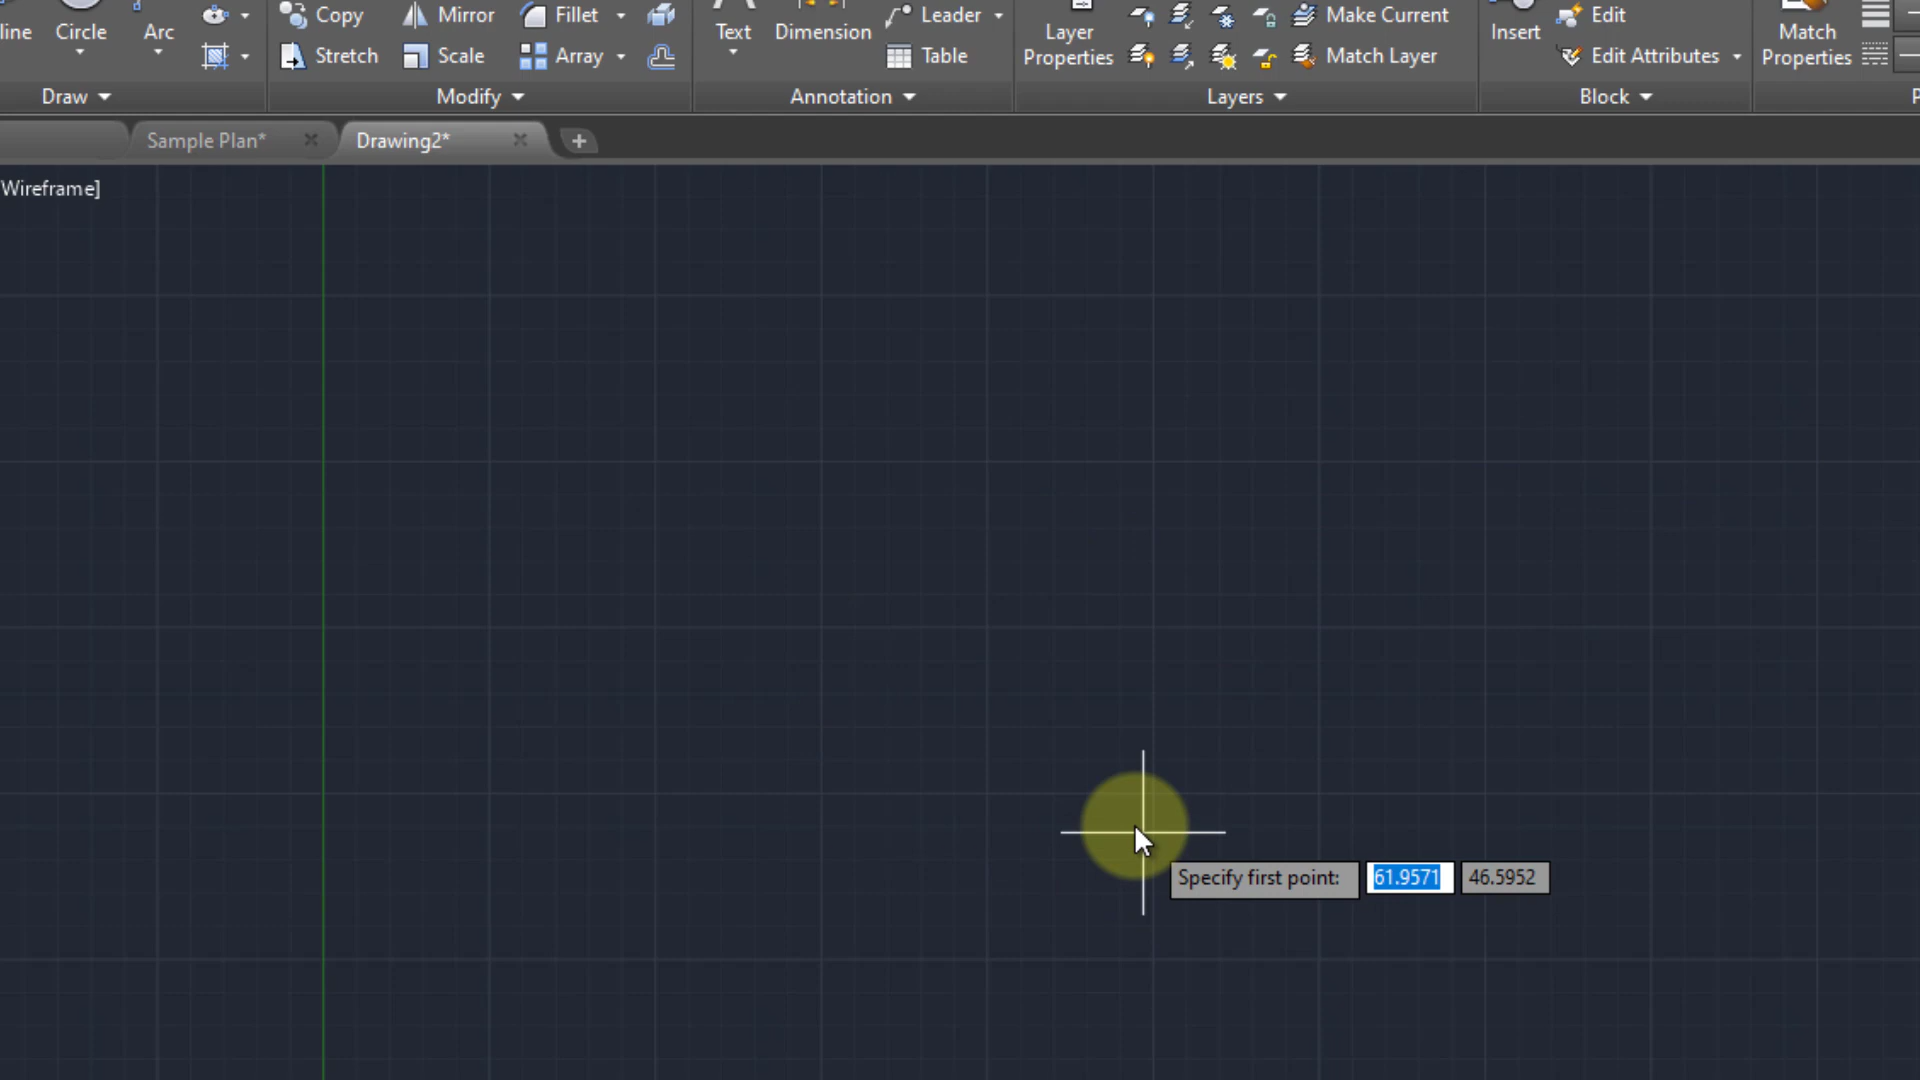 line Circle Arc Copy Mirror Fillet Text Dimension Leader Layer Properties Make Current Insert Edit Match Properties
Stretch Scale Array Table Match Layer Edit Attributes
Draw Modify Annotation Layers Block P
Sample Plan* Drawing2*
Wireframe]
Specify first point: 61.9571 46.5952